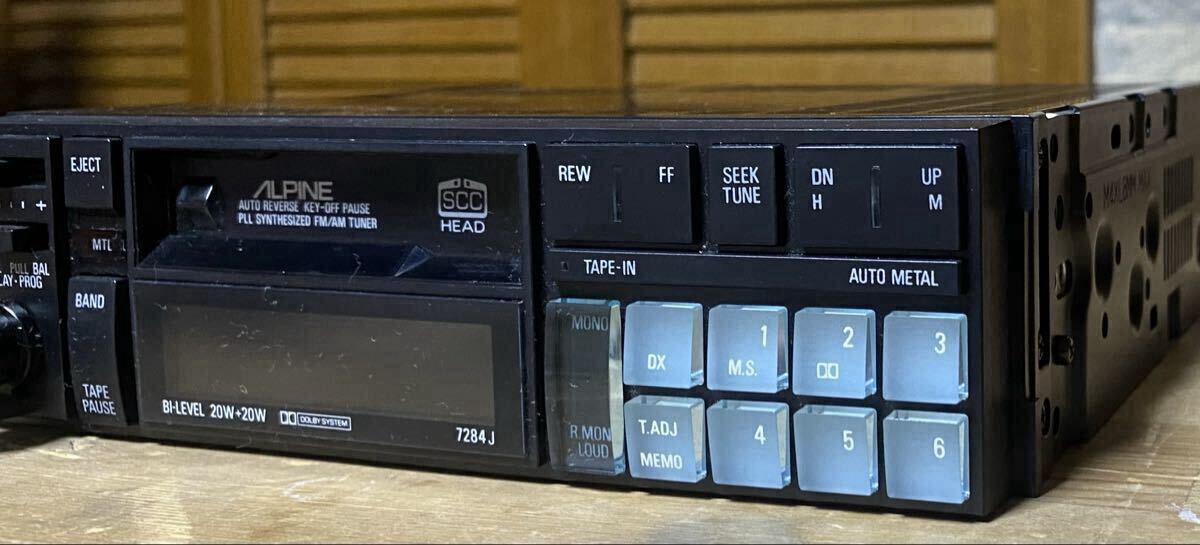 EJECT
+
MTL
PULL BAL
PLAY·PROG
BAND
TAPE
PAUSE
ALPINE
AUTO REVERSE KEY-OFF PAUSE
PLL SYNTHESIZED FM/AM TUNER
SCC
HEAD
BI-LEVEL 20W+20W
DOLBY SYSTEM
7284J
REW
FF
SEEK
TUNE
DN
H
UP
M
TAPE-IN
AUTO METAL
MONO
R.MON
LOUD
DX
1
M.S.
2
3
T.ADJ
MEMO
4
5
6